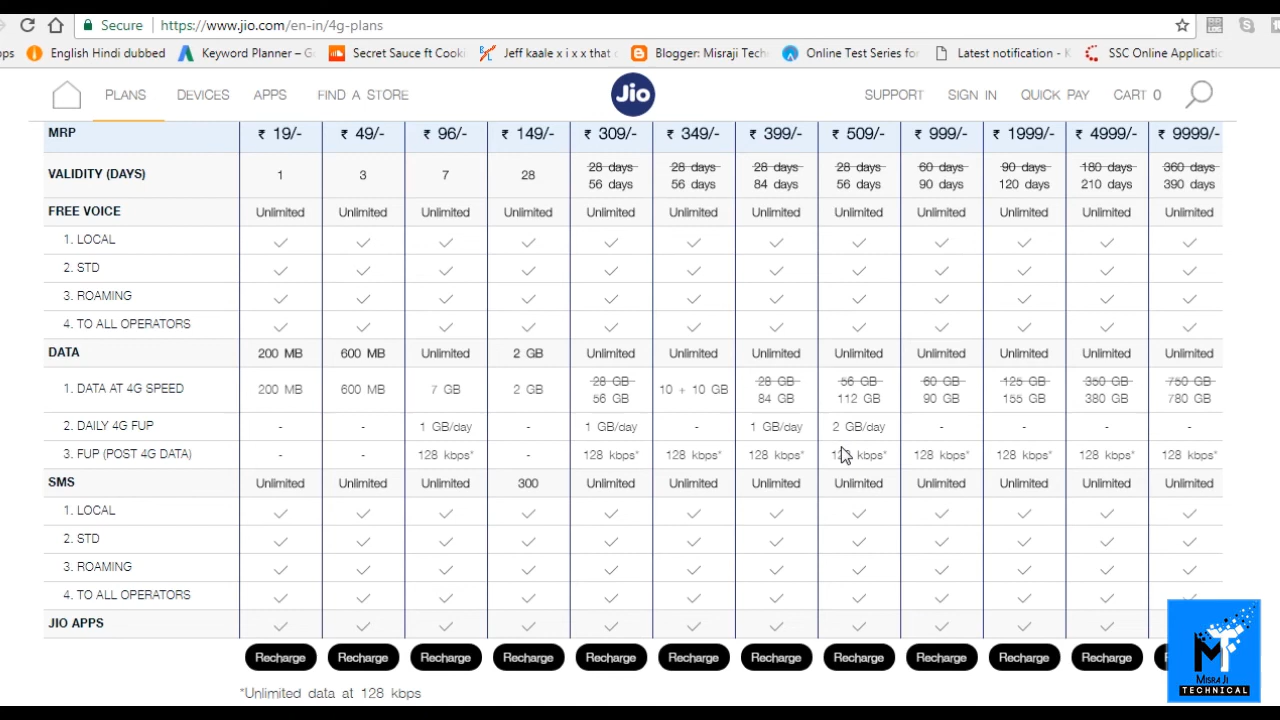 Secure https://www.jio.com/en-in/4g-plans
ops English Hindi dubbed Keyword Planner – G Secret Sauce ft Cooki Jeff kaale x i x x that Blogger: Misraji Tech Online Test Series for Latest notification - SSC Online Applicati
PLANS DEVICES APPS FIND A STORE Jio SUPPORT SIGN IN QUICK PAY CART 0
MRP ₹ 19/- ₹ 49/- ₹ 96/- ₹ 149/- ₹ 309/- ₹ 349/- ₹ 399/- ₹ 509/- ₹ 999/- ₹ 1999/- ₹ 4999/- ₹ 9999/-
28 days 28 days 28 days 28 days 60 days 90 days 180 days 360 days
VALIDITY (DAYS) 1 3 7 28 56 days 56 days 84 days 56 days 90 days 120 days 210 days 390 days
FREE VOICE Unlimited Unlimited Unlimited Unlimited Unlimited Unlimited Unlimited Unlimited Unlimited Unlimited Unlimited Unlimited
1. LOCAL
2. STD
3. ROAMING
4. TO ALL OPERATORS
DATA 200 MB 600 MB Unlimited 2 GB Unlimited Unlimited Unlimited Unlimited Unlimited Unlimited Unlimited Unlimited
28 GB 28 GB 56 GB 60 GB 125 GB 350 GB 750 GB
1. DATA AT 4G SPEED 200 MB 600 MB 7 GB 2 GB 56 GB 10 + 10 GB 84 GB 112 GB 90 GB 155 GB 380 GB 780 GB
2. DAILY 4G FUP - - 1 GB/day - 1 GB/day - 1 GB/day 2 GB/day - - - -
3. FUP (POST 4G DATA) - - 128 kbps* - 128 kbps* 128 kbps* 128 kbps* kbps* 128 kbps* 128 kbps* 128 kbps* 128 kbps*
SMS Unlimited Unlimited Unlimited 300 Unlimited Unlimited Unlimited Unlimited Unlimited Unlimited Unlimited Unlimited
1. LOCAL
2. STD
3. ROAMING
4. TO ALL OPERATORS
JIO APPS
Recharge Recharge Recharge Recharge Recharge Recharge Recharge Recharge Recharge Recharge Recharge
*Unlimited data at 128 kbps
MT
MISRA JI
TECHNICAL